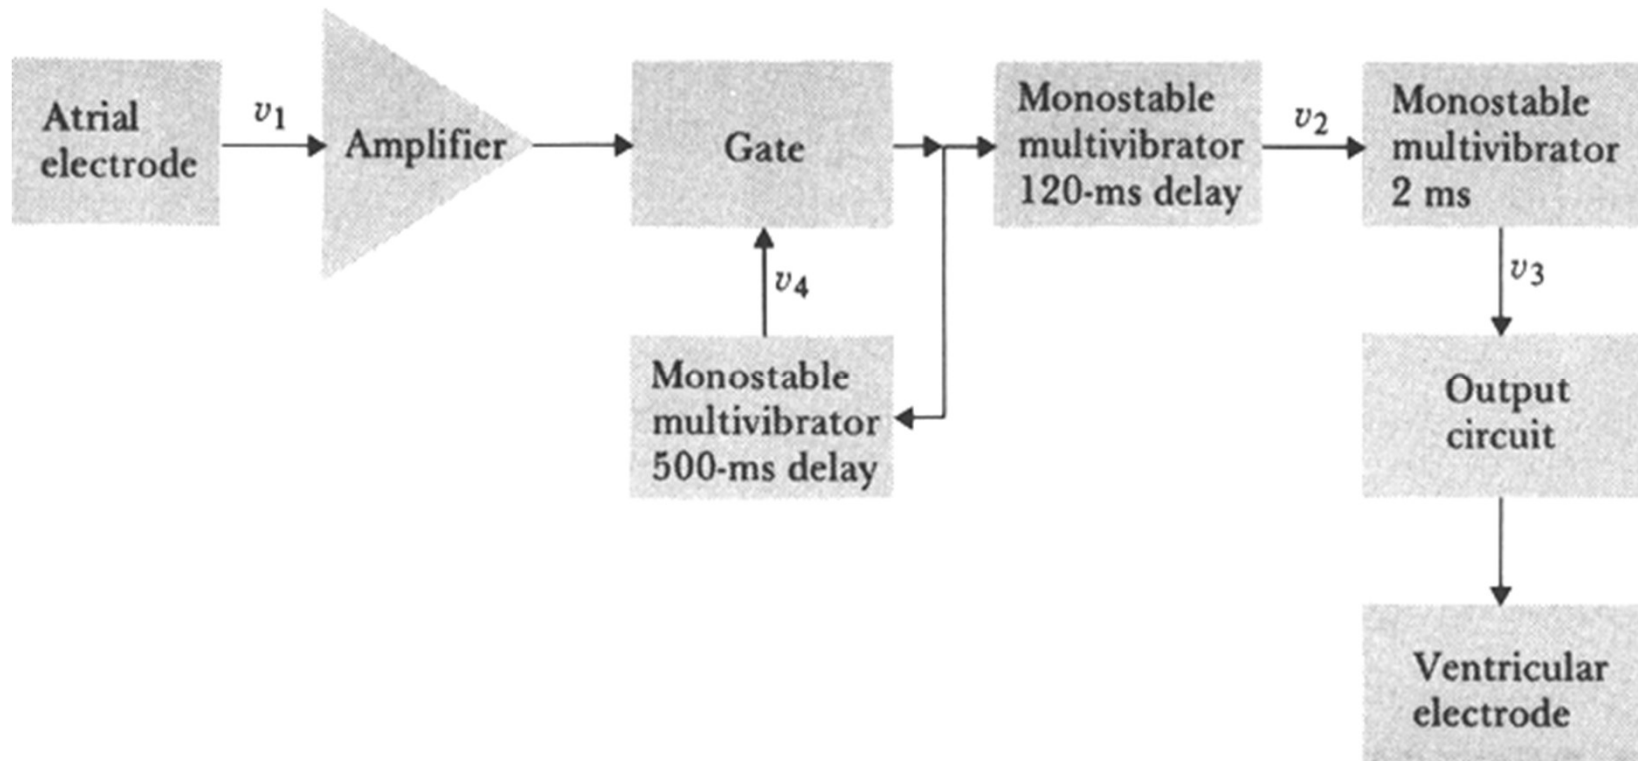 Atrial
electrode
v1
Amplifier
Gate
Monostable
multivibrator
120-ms delay
v2
Monostable
multivibrator
2 ms
v4
v3
Monostable
multivibrator
500-ms delay
Output
circuit
Ventricular
electrode